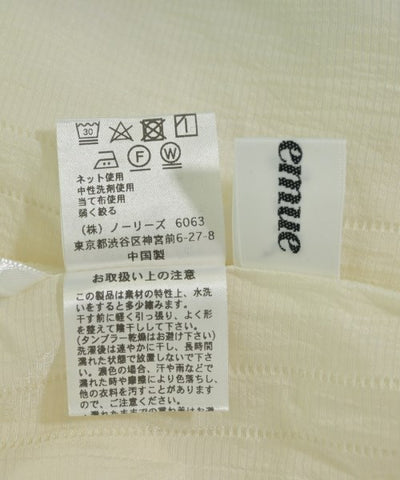 30
F
W
ネット使用
中性洗剤使用
当て布使用
弱く絞る
(株) ノーリーズ 6063
東京都渋谷区神宮前6-27-8
中国製
お取扱い上の注意
この製品は素材の特性上、水洗
いをすると多少縮みます。
干す前に軽く引っ張り、よく形
を整えて陰干しして下さい。
(タンブラー乾燥はお避け下さい)
洗濯後は速やかに干し、長時間
濡れた状態で放置しないで下さ
い。濃色の場合、汗や雨などで
濡れた時や摩擦により色落ちし、
他の衣料を汚すことがあります
ので、ご注意ください。
emue